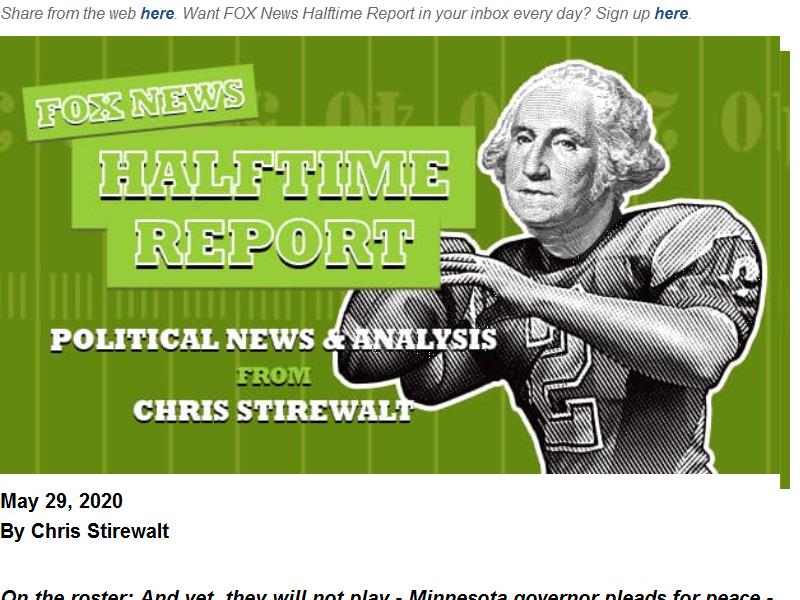 Share from the web here. Want FOX News Halftime Report in your inbox every day? Sign up here.
FOX NEWS
HALFTIME
REPORT
POLITICAL NEWS & ANALYSIS
FROM
CHRIS STIREWALT
May 29, 2020
By Chris Stirewalt
On the roster: And yet, they will not play - Minnesota governor pleads for peace -